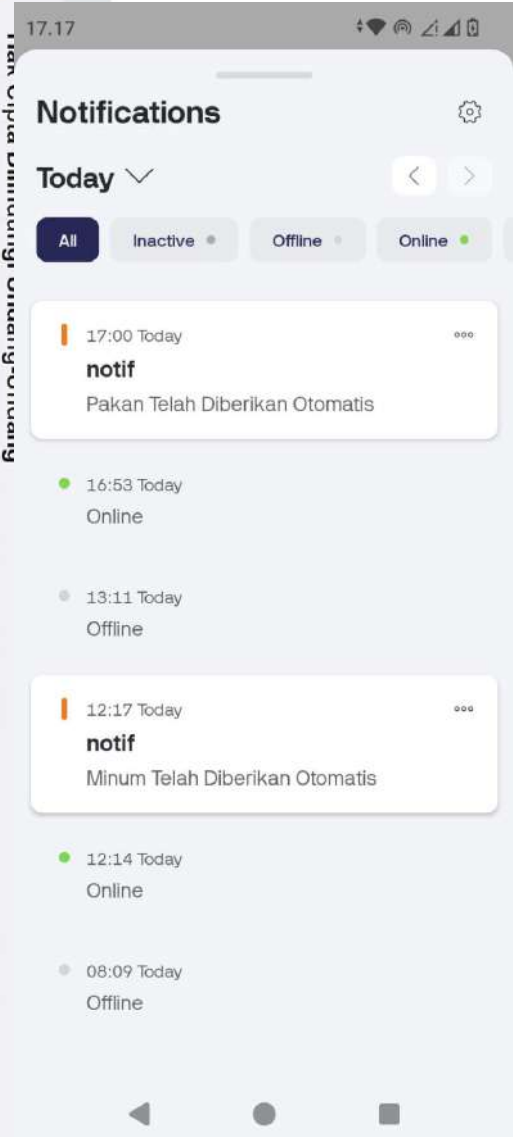 17.17
Notifications
Today
All Inactive Offline Online
17:00 Today
notif
Pakan Telah Diberikan Otomatis
16:53 Today
Online
13:11 Today
Offline
12:17 Today
notif
Minum Telah Diberikan Otomatis
12:14 Today
Online
08:09 Today
Offline